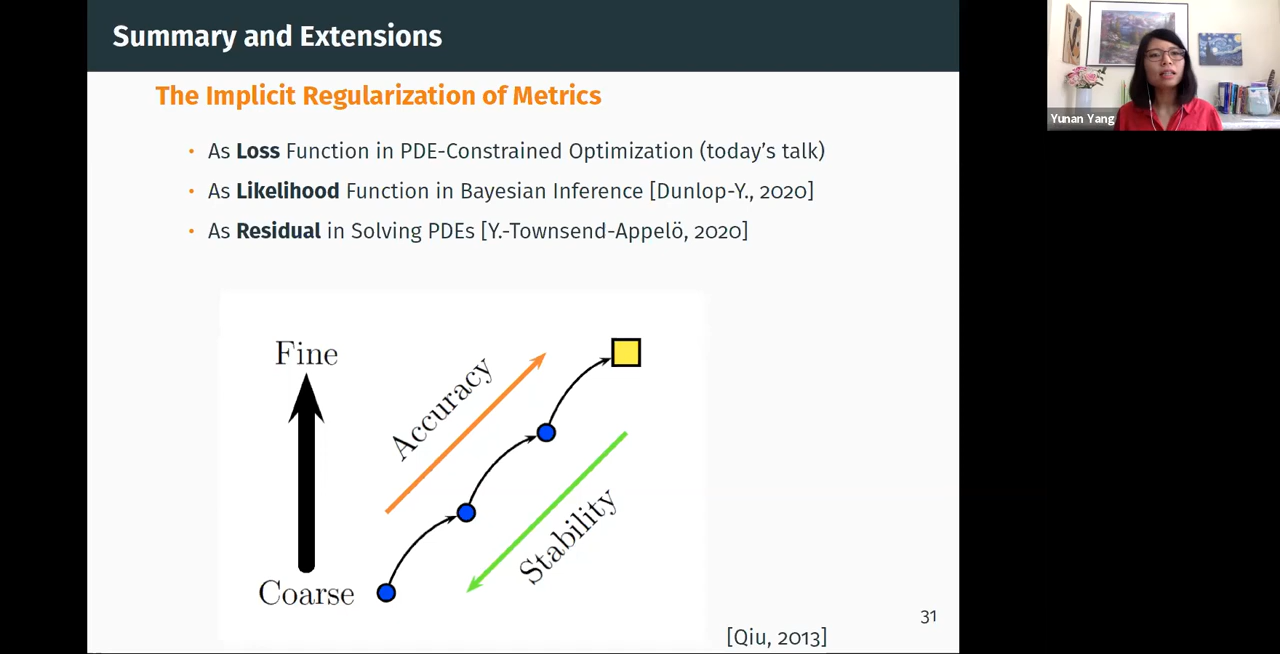 Summary and Extensions
The Implicit Regularization of Metrics
• As Loss Function in PDE-Constrained Optimization (today's talk)
• As Likelihood Function in Bayesian Inference [Dunlop-Y., 2020]
• As Residual in Solving PDEs [Y.-Townsend-Appelö, 2020]
Fine
Accuracy
Stability
Coarse
31
[Qiu, 2013]
Yunan Yang